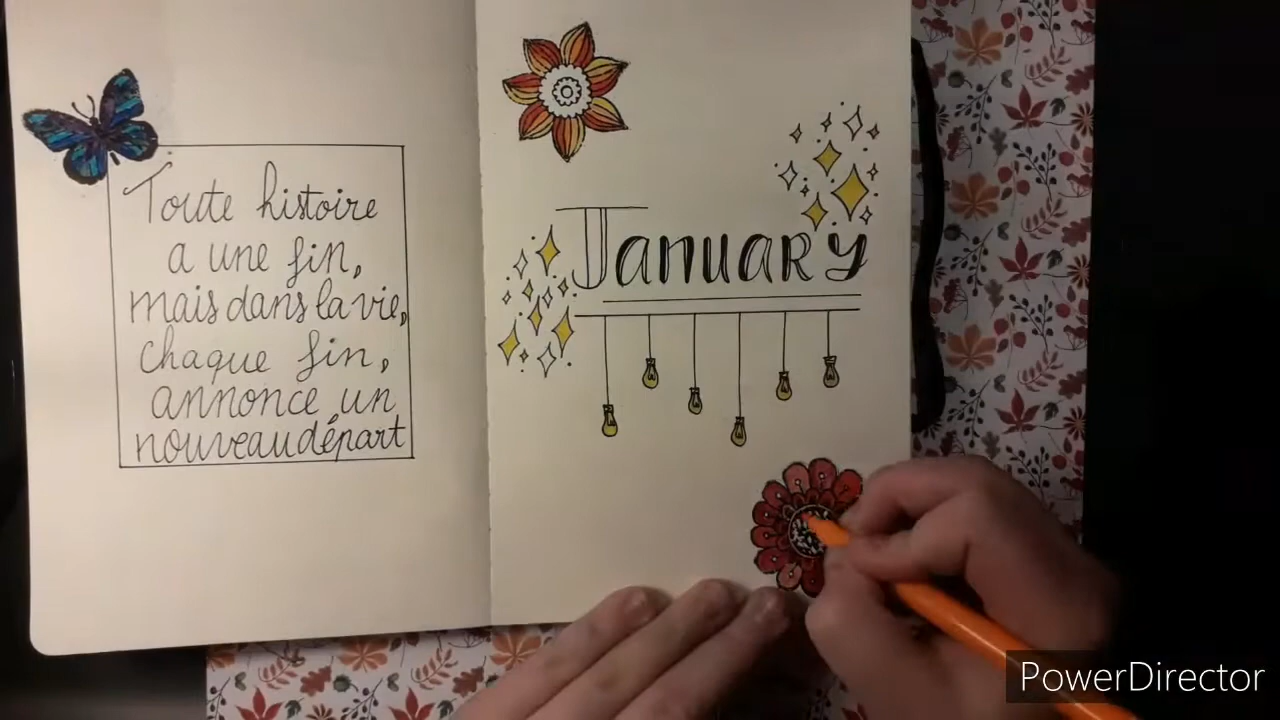 Toute histoire
a une fin,
mais dans la vie,
chaque fin,
annonce un
nouveau départ
January
PowerDirector